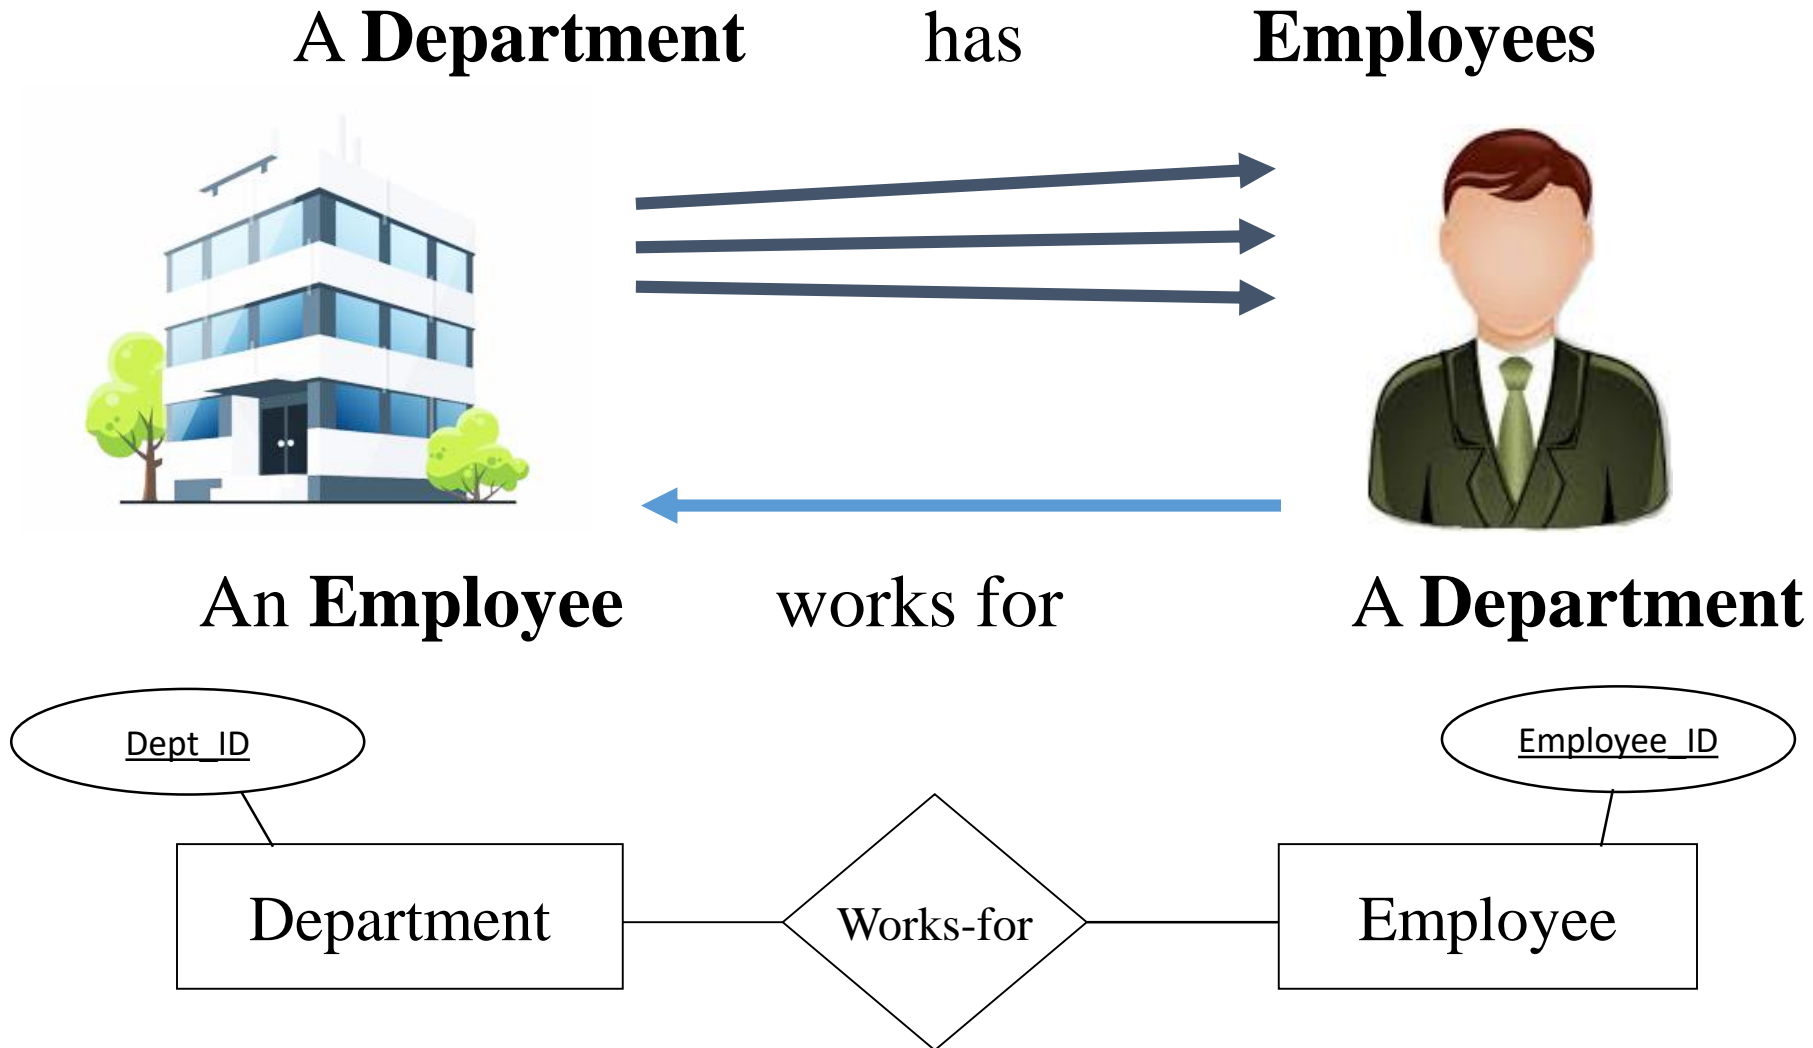 A Department has Employees
An Employee works for A Department
Dept_ID
Employee_ID
Department
Works-for
Employee